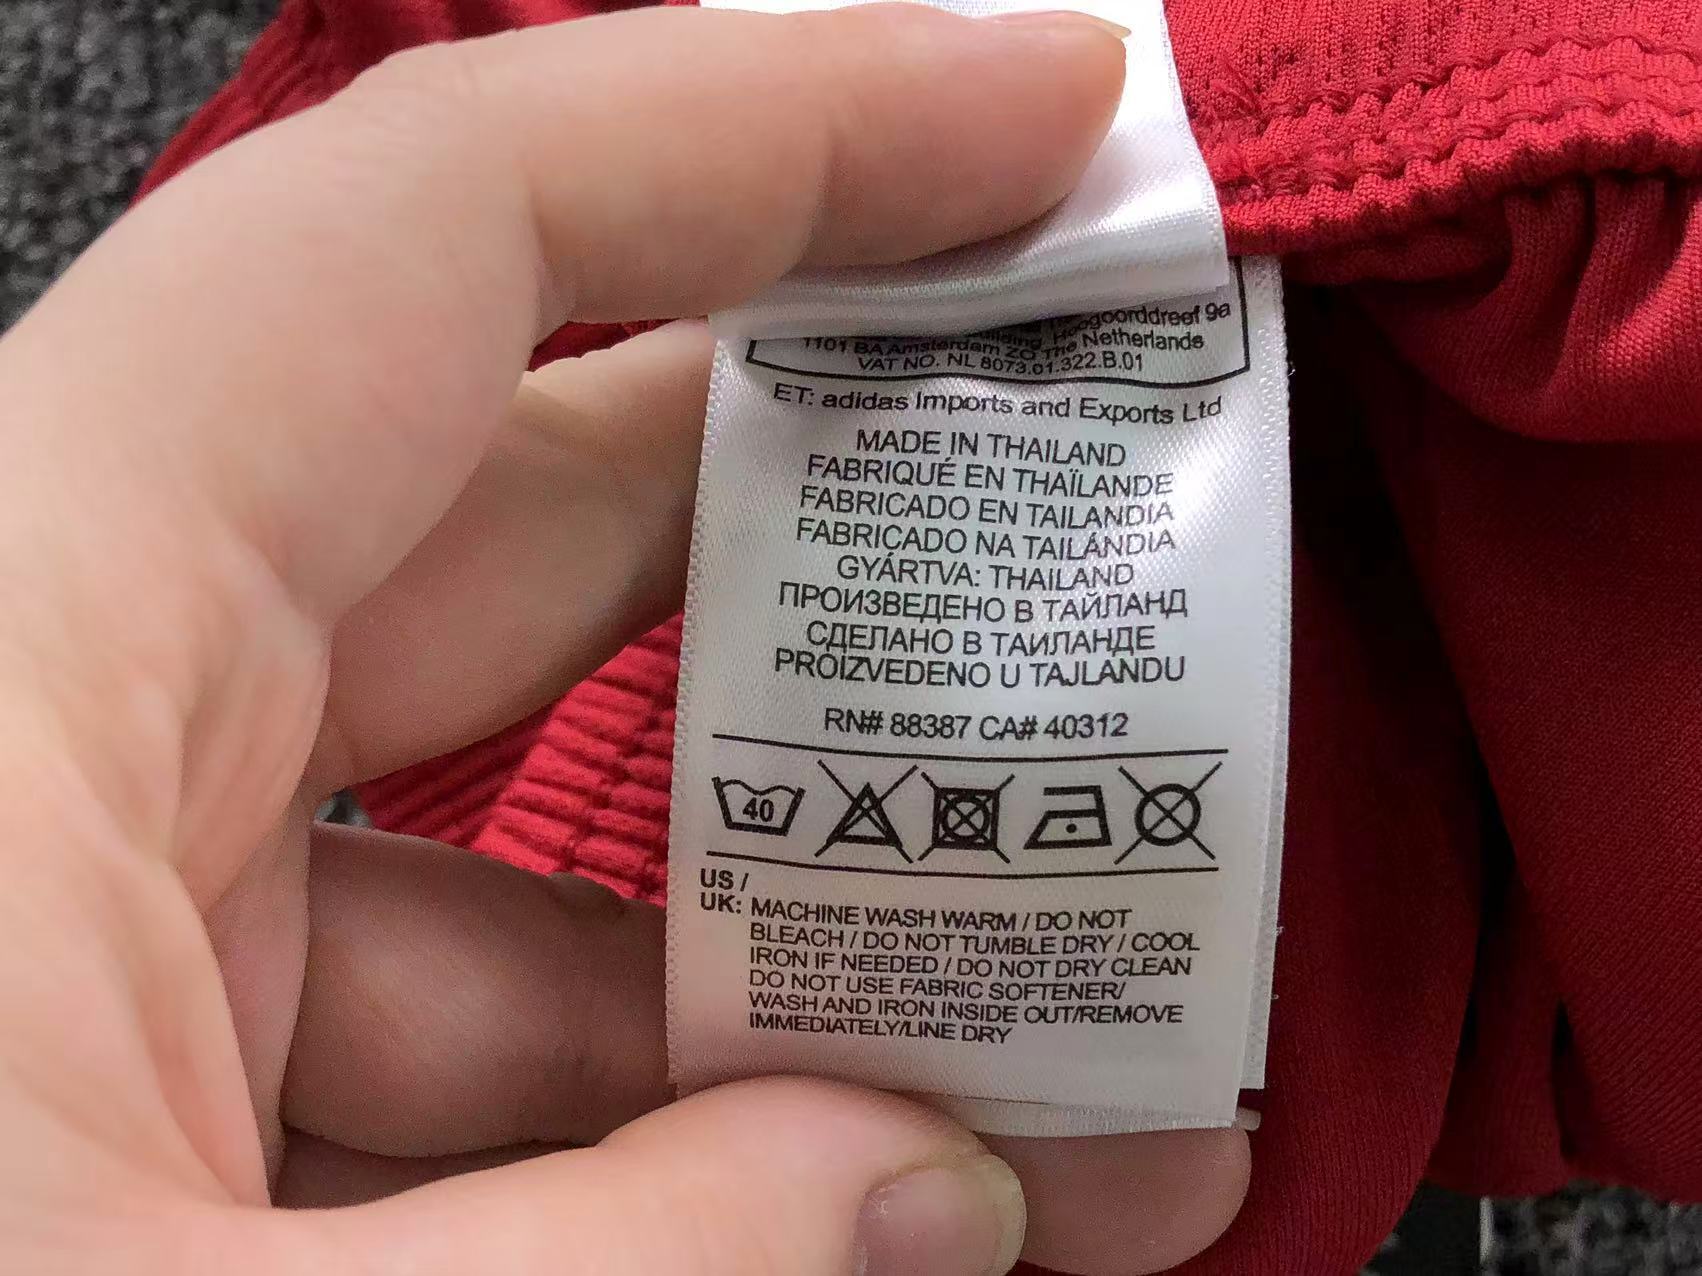 Hoogoorddreef 9a
1101 BA Amsterdam ZO The Netherlands
VAT NO. NL 8073.01.322.B.01
ET: adidas Imports and Exports Ltd
MADE IN THAILAND
FABRIQUÉ EN THAÏLANDE
FABRICADO EN TAILANDIA
FABRICADO NA TAILÁNDIA
GYÁRTVA: THAILAND
ПРОИЗВЕДЕНО В ТАЙЛАНД
СДЕЛАНО В ТАИЛАНДЕ
PROIZVEDENO U TAJLANDU
RN# 88387 CA# 40312
40
US /
UK: MACHINE WASH WARM / DO NOT
BLEACH / DO NOT TUMBLE DRY / COOL
IRON IF NEEDED / DO NOT DRY CLEAN
DO NOT USE FABRIC SOFTENER/
WASH AND IRON INSIDE OUT/REMOVE
IMMEDIATELY/LINE DRY